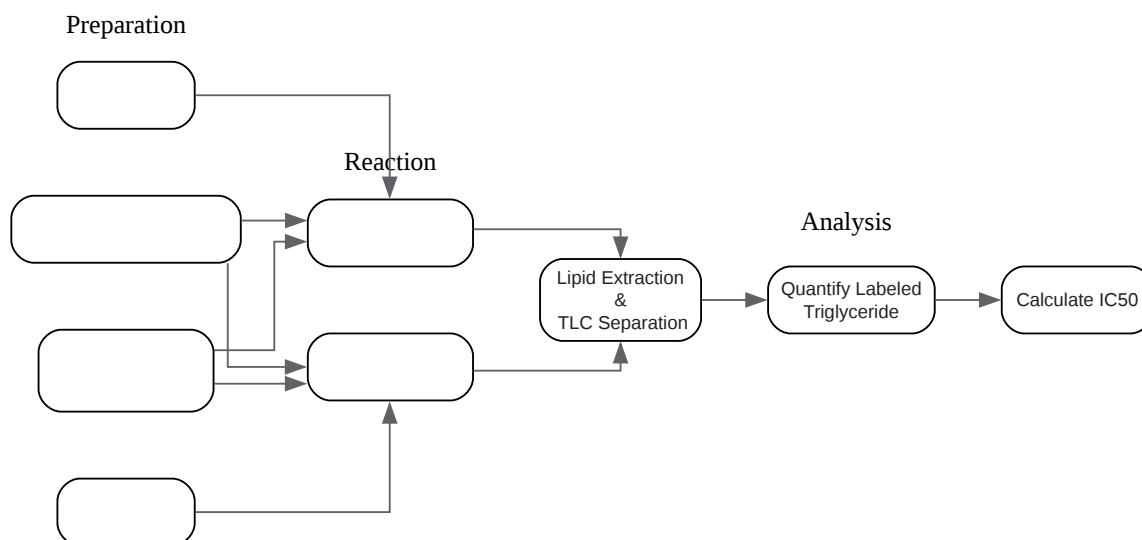 Preparation
Reaction
Analysis
Lipid Extraction
&
TLC Separation
Quantify Labeled
Triglyceride
Calculate IC50